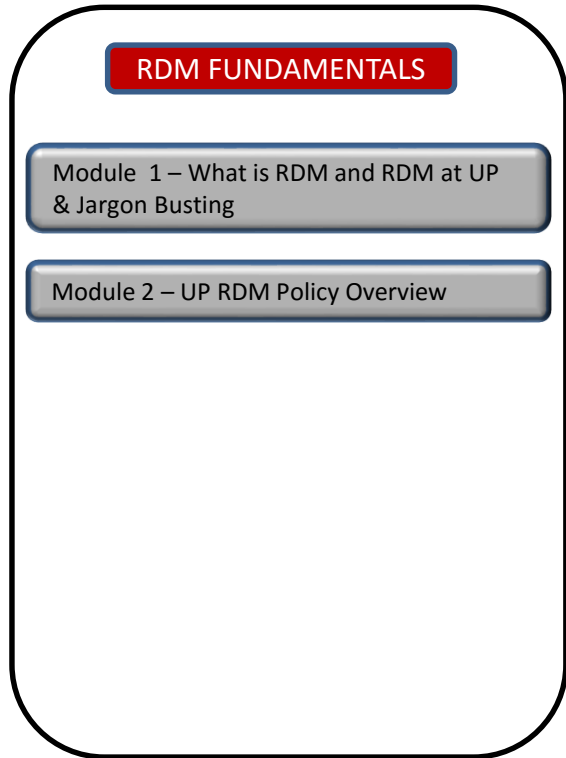 RDM FUNDAMENTALS
Module 1 – What is RDM and RDM at UP
& Jargon Busting
Module 2 – UP RDM Policy Overview